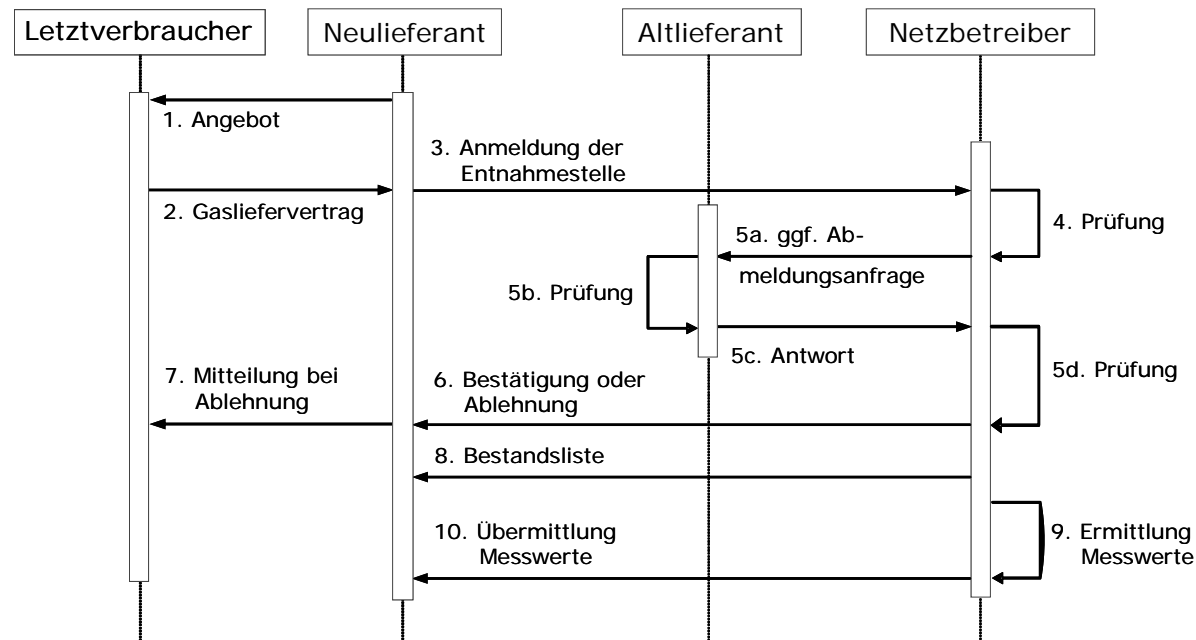 Letztverbraucher
Neulieferant
Altlieferant
Netzbetreiber
1. Angebot
3. Anmeldung der
Entnahmestelle
2. Gasliefervertrag
4. Prüfung
5a. ggf. Ab-
meldungsanfrage
5b. Prüfung
5c. Antwort
5d. Prüfung
7. Mitteilung bei
Ablehnung
6. Bestätigung oder
Ablehnung
8. Bestandsliste
10. Übermittlung
Messwerte
9. Ermittlung
Messwerte